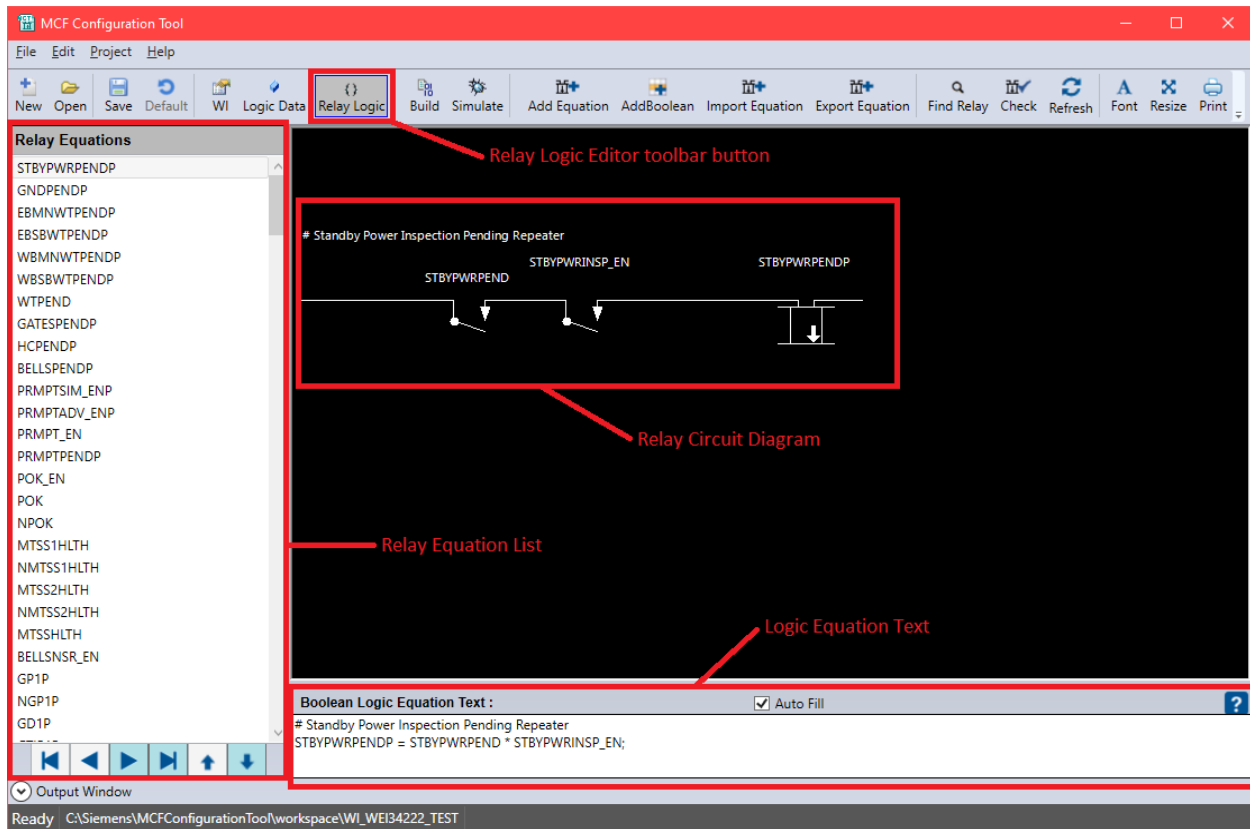 MCF Configuration Tool
File Edit Project Help
New Open Save Default WI Logic Data Relay Logic Build Simulate Add Equation AddBoolean Import Equation Export Equation Find Relay Check Refresh Font Resize Print
Relay Equations
STBYPWRPENDP
GNDPENDP
EBMNWTPENDP
EBSBWTPENDP
WBMNWTPENDP
WBSBWTPENDP
WTPEND
GATESPENDP
HCPENDP
BELLSPENDP
PRMPTSIM_ENP
PRMPTADV_ENP
PRMPT_EN
PRMPTPENDP
POK_EN
POK
NPOK
MTSS1HLTH
NMTSS1HLTH
MTSS2HLTH
NMTSS2HLTH
MTSSHLTH
BELLSNSR_EN
GP1P
NGP1P
GD1P
Relay Logic Editor toolbar button
# Standby Power Inspection Pending Repeater
STBYPWRPEND
STBYPWRINSP_EN
STBYPWRPENDP
Relay Circuit Diagram
Relay Equation List
Logic Equation Text
Boolean Logic Equation Text : Auto Fill ?
# Standby Power Inspection Pending Repeater
STBYPWRPENDP = STBYPWRPEND * STBYPWRINSP_EN;
Output Window
Ready C:\Siemens\MCFConfigurationTool\workspace\WI_WEI34222_TEST